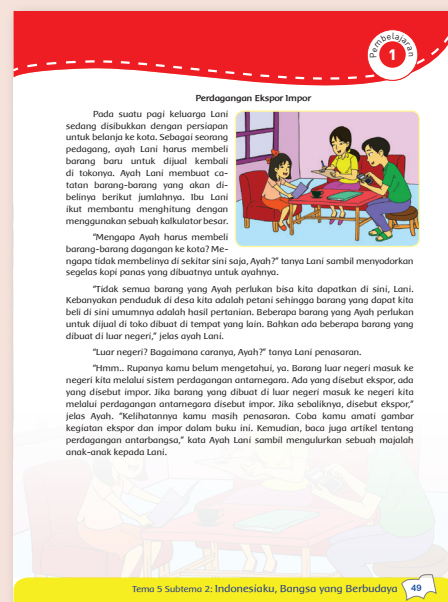 Pembelajaran
1
Perdagangan Ekspor Impor
Pada suatu pagi keluarga Lani
sedang disibukkan dengan persiapan
untuk belanja ke kota. Sebagai seorang
pedagang, ayah Lani harus membeli
barang baru untuk dijual kembali
di tokonya. Ayah Lani membuat ca-
tatan barang-barang yang akan di-
belinya berikut jumlahnya. Ibu Lani
ikut membantu menghitung dengan
menggunakan sebuah kalkulator besar.
"Mengapa Ayah harus membeli
barang-barang dagangan ke kota? Me-
ngapa tidak membelinya di sekitar sini saja, Ayah?" tanya Lani sambil menyodorkan
segelas kopi panas yang dibuatnya untuk ayahnya.
"Tidak semua barang yang Ayah perlukan bisa kita dapatkan di sini, Lani.
Kebanyakan penduduk di desa kita adalah petani sehingga barang yang dapat kita
beli di sini umumnya adalah hasil pertanian. Beberapa barang yang Ayah perlukan
untuk dijual di toko dibuat di tempat yang lain. Bahkan ada beberapa barang yang
dibuat di luar negeri," jelas ayah Lani.
"Luar negeri? Bagaimana caranya, Ayah?" tanya Lani penasaran.
"Hmm.. Rupanya kamu belum mengetahui, ya. Barang luar negeri masuk ke
negeri kita melalui sistem perdagangan antarnegara. Ada yang disebut ekspor, ada
yang disebut impor. Jika barang yang dibuat di luar negeri masuk ke negeri kita
melalui perdagangan antarnegara disebut impor. Jika sebaliknya, disebut ekspor,"
jelas Ayah. "Kelihatannya kamu masih penasaran. Coba kamu amati gambar
kegiatan ekspor dan impor dalam buku ini. Kemudian, baca juga artikel tentang
perdagangan antarbangsa," kata Ayah Lani sambil mengulurkan sebuah majalah
anak-anak kepada Lani.
Tema 5 Subtema 2: Indonesiaku, Bangsa yang Berbudaya
49